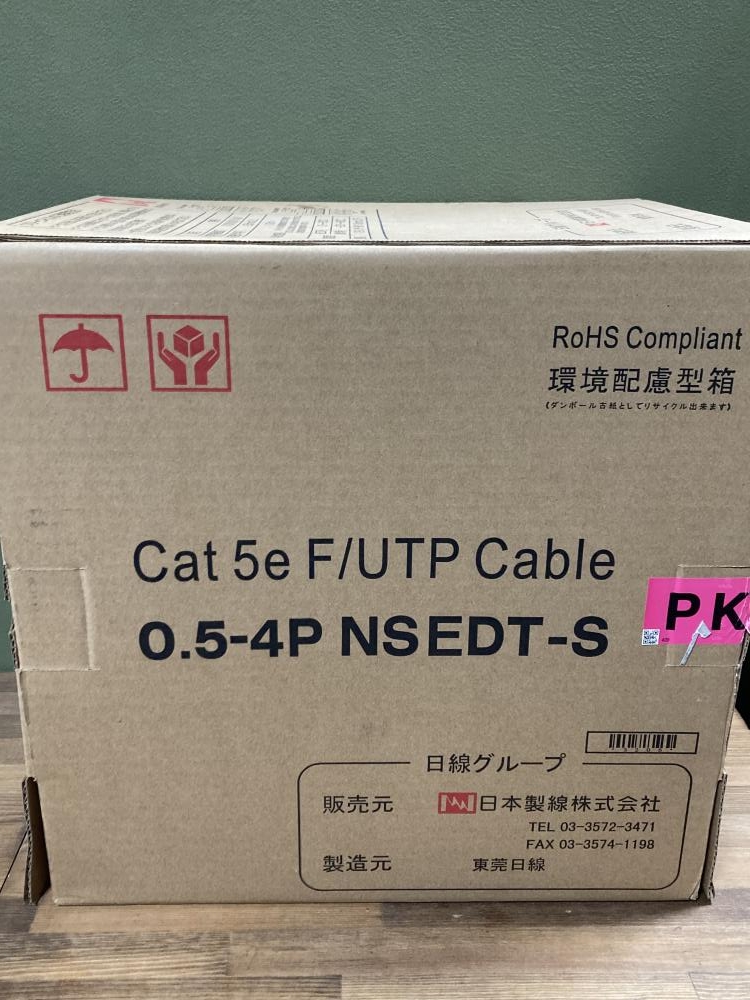 RoHS Compliant
環境配慮型箱
(ダンボール古紙としてリサイクル出来ます)
Cat 5e F/UTP Cable
0.5-4P NSEDT-S
PK
日線グループ
販売元 日本製線株式会社
TEL 03-3572-3471
FAX 03-3574-1198
製造元 東莞日線